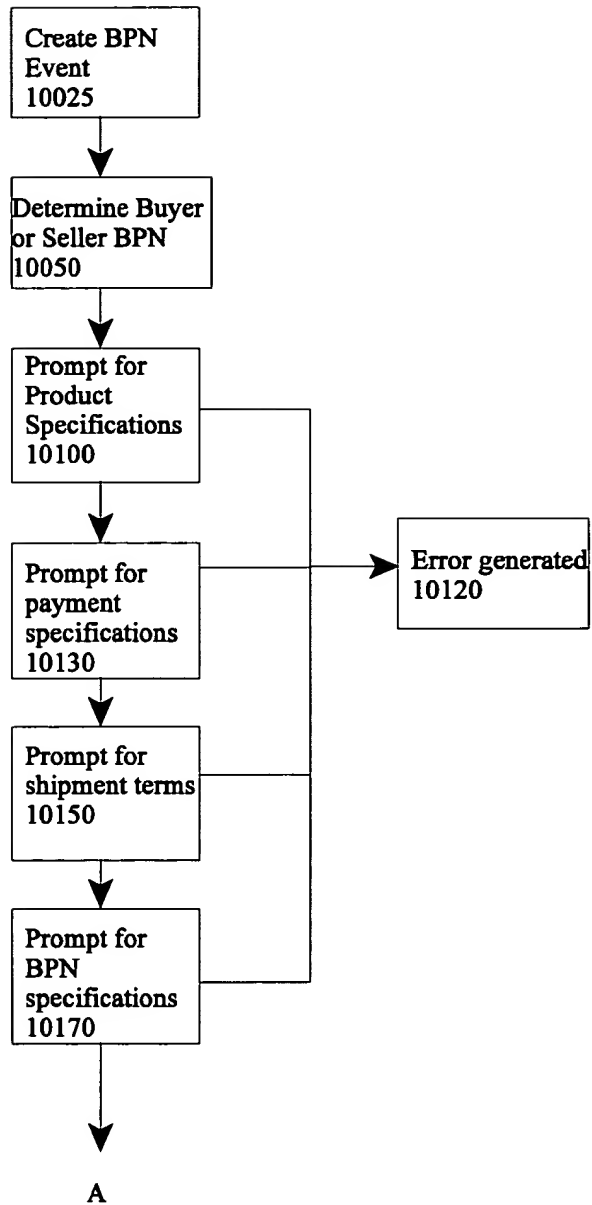 Create BPN
Event
10025
Determine Buyer
or Seller BPN
10050
Prompt for
Product
Specifications
10100
Error generated
10120
Prompt for
payment
specifications
10130
Prompt for
shipment terms
10150
Prompt for
BPN
specifications
10170
A